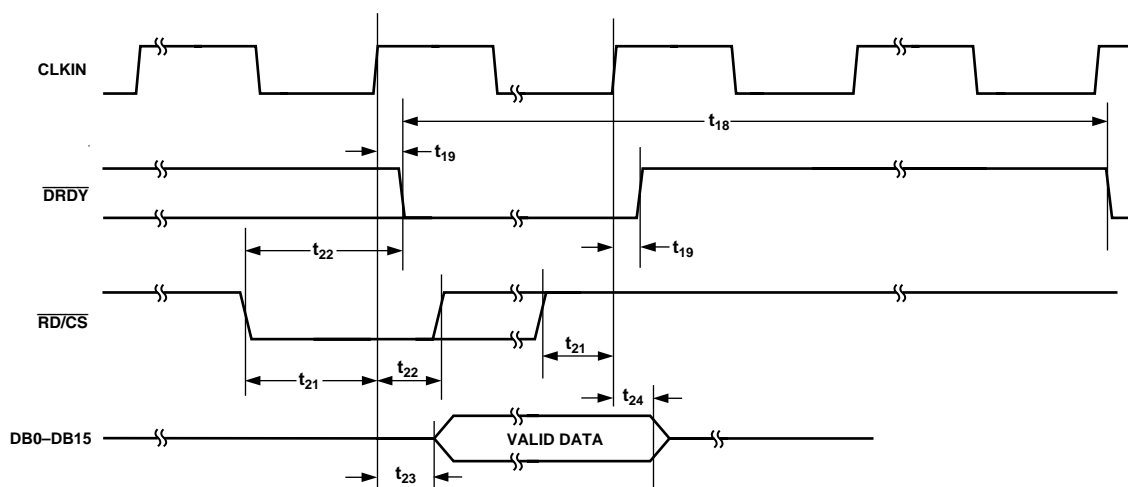 CLKIN
t18
t19
DRDY
t22
t19
RD/CS
t21
t21
t22
t24
DB0–DB15
VALID DATA
t23